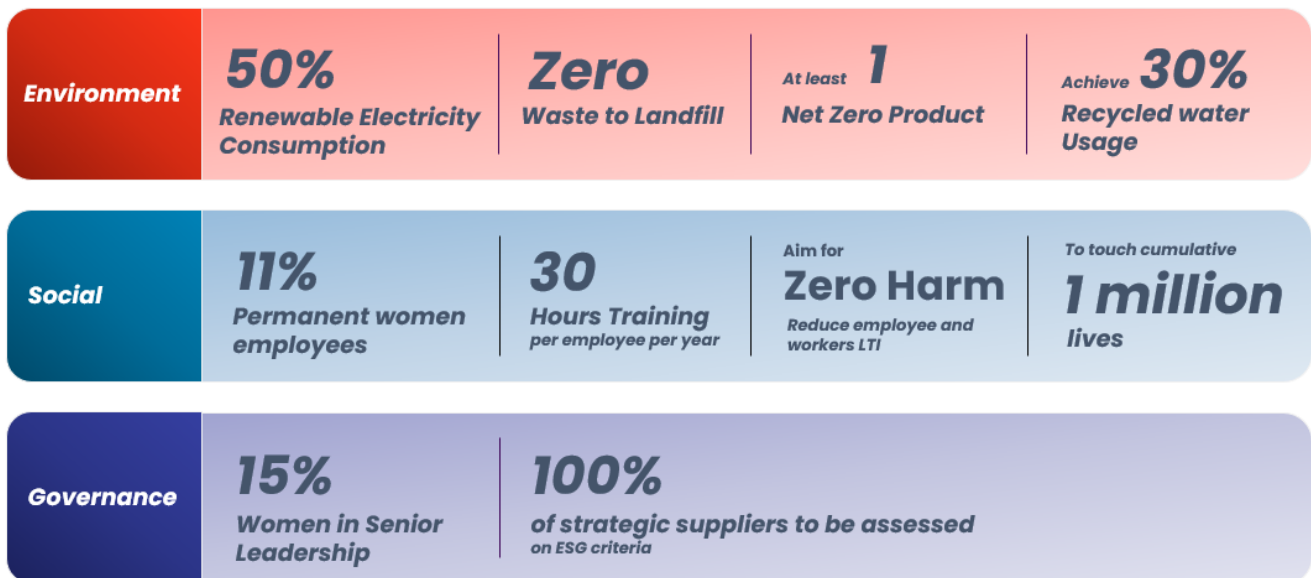 Environment
50%
Renewable Electricity
Consumption
Zero
Waste to Landfill
At least 1
Net Zero Product
Achieve 30%
Recycled water
Usage
Social
11%
Permanent women
employees
30
Hours Training
per employee per year
Aim for
Zero Harm
Reduce employee and
workers LTI
To touch cumulative
1 million
lives
Governance
15%
Women in Senior
Leadership
100%
of strategic suppliers to be assessed
on ESG criteria